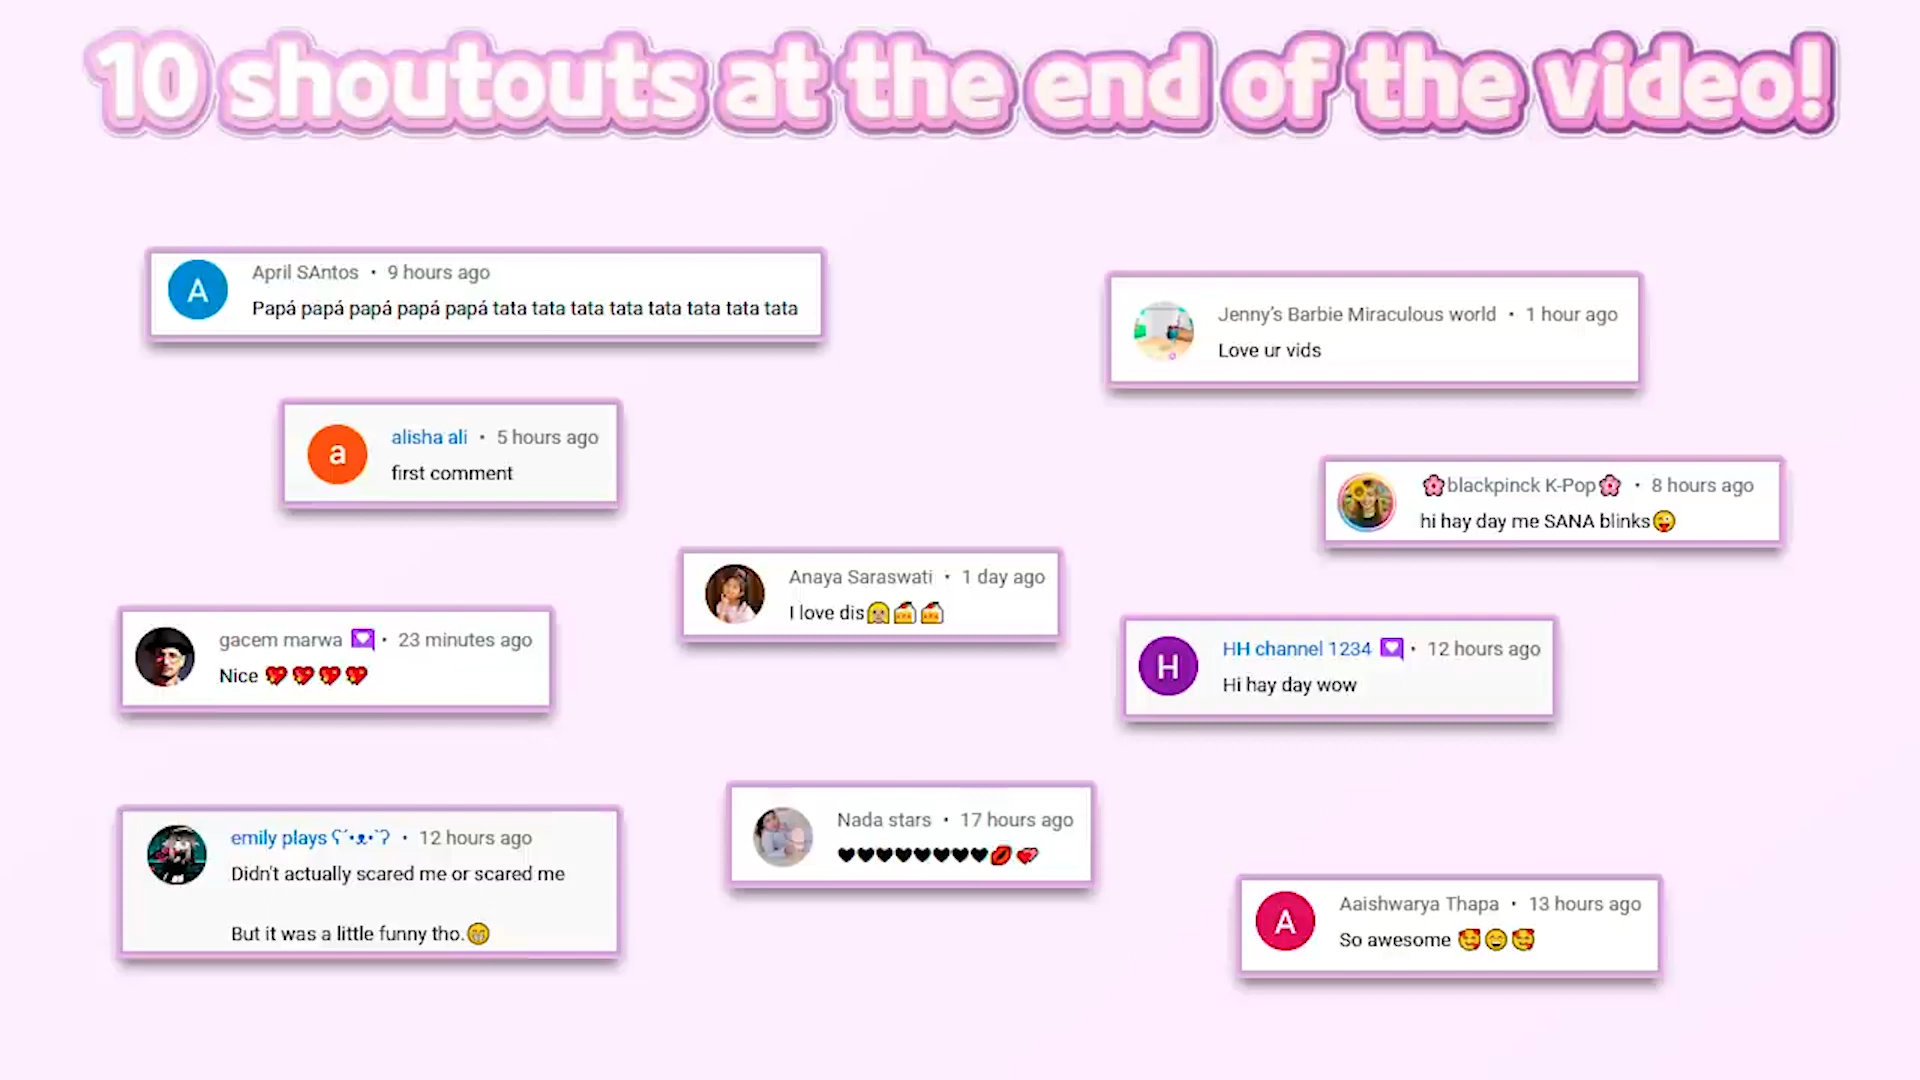 10 shoutouts at the end of the video!
A
April SAntos • 9 hours ago
Papá papá papá papá papá tata tata tata tata tata tata tata tata
Jenny's Barbie Miraculous world • 1 hour ago
Love ur vids
a
alisha ali • 5 hours ago
first comment
🌸blackpinck K-Pop🌸 • 8 hours ago
hi hay day me SANA blinks😜
Anaya Saraswati • 1 day ago
I love dis👧🏼🍰🍰
gacem marwa • 23 minutes ago
Nice 💖💖💖💖
H
HH channel 1234 • 12 hours ago
Hi hay day wow
emily plays ʕ´•ᴥ•`ʔ • 12 hours ago
Didn't actually scared me or scared me
But it was a little funny tho.😁
Nada stars • 17 hours ago
🖤🖤🖤🖤🖤🖤🖤🖤💋💞
A
Aaishwarya Thapa • 13 hours ago
So awesome 🥰😄🥰